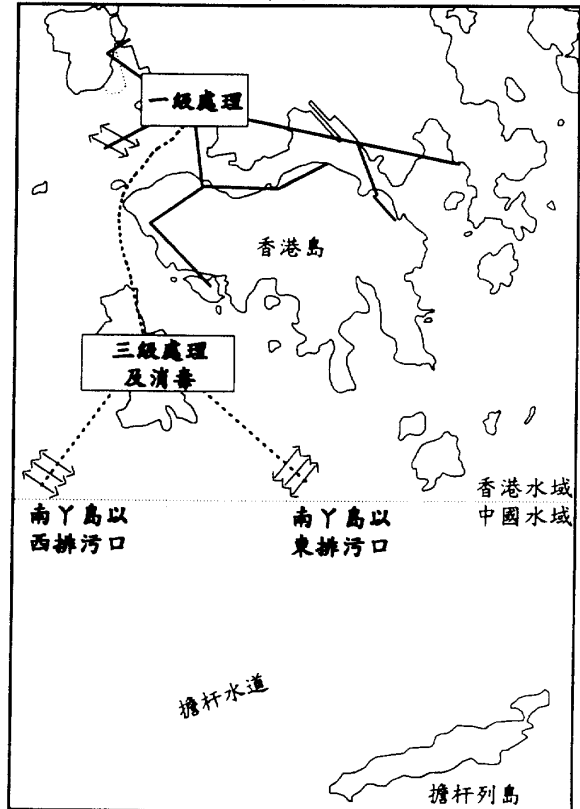 一級處理
香港島
三級處理
及消毒
香港水域
中國水域
南丫島以
西排污口
南丫島以
東排污口
擔杆水道
擔杆列島